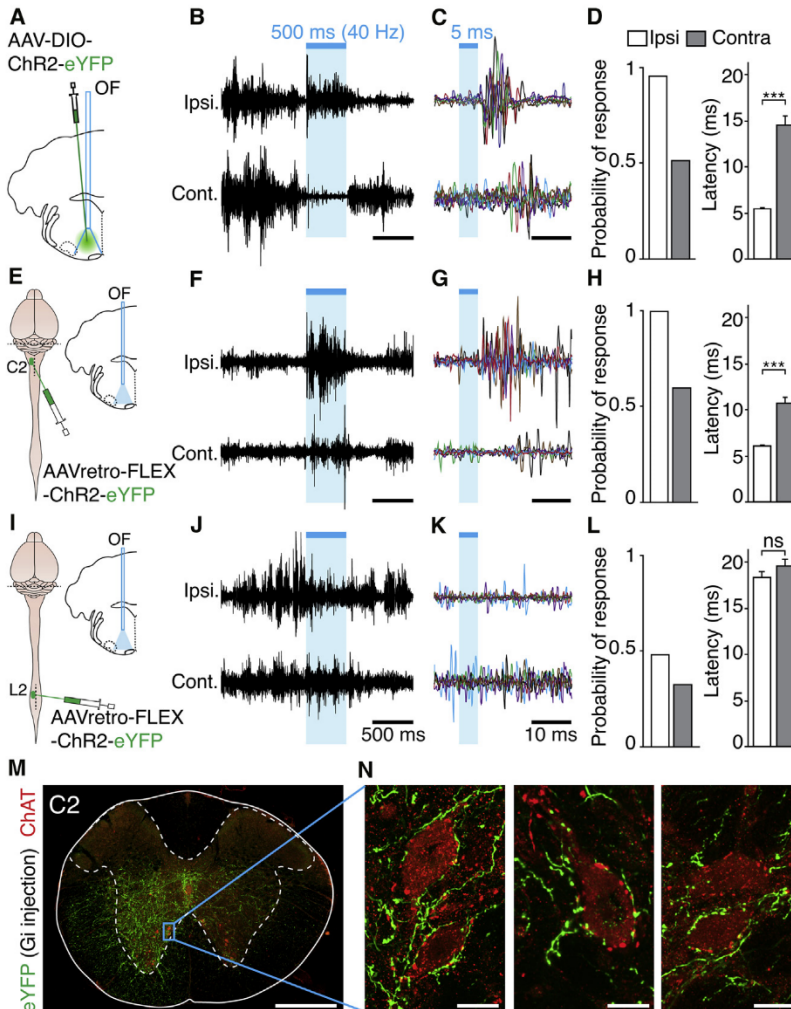 A
AAV-DIO-
ChR2-eYFP
OF
B
500 ms (40 Hz)
Ipsi.
Cont.
C
5 ms
D
Ipsi
Contra
Probability of response
1
0.5
0
Latency (ms)
20
15
10
5
0
***
E
C2
OF
AAVretro-FLEX
-ChR2-eYFP
F
Ipsi.
Cont.
G
H
Probability of response
1
0.5
0
Latency (ms)
20
15
10
5
0
***
I
L2
OF
AAVretro-FLEX
-ChR2-eYFP
J
Ipsi.
Cont.
500 ms
K
10 ms
L
Probability of response
1
0.5
0
Latency (ms)
20
15
10
5
0
ns
M
C2
eYFP (Gi injection) ChAT
N